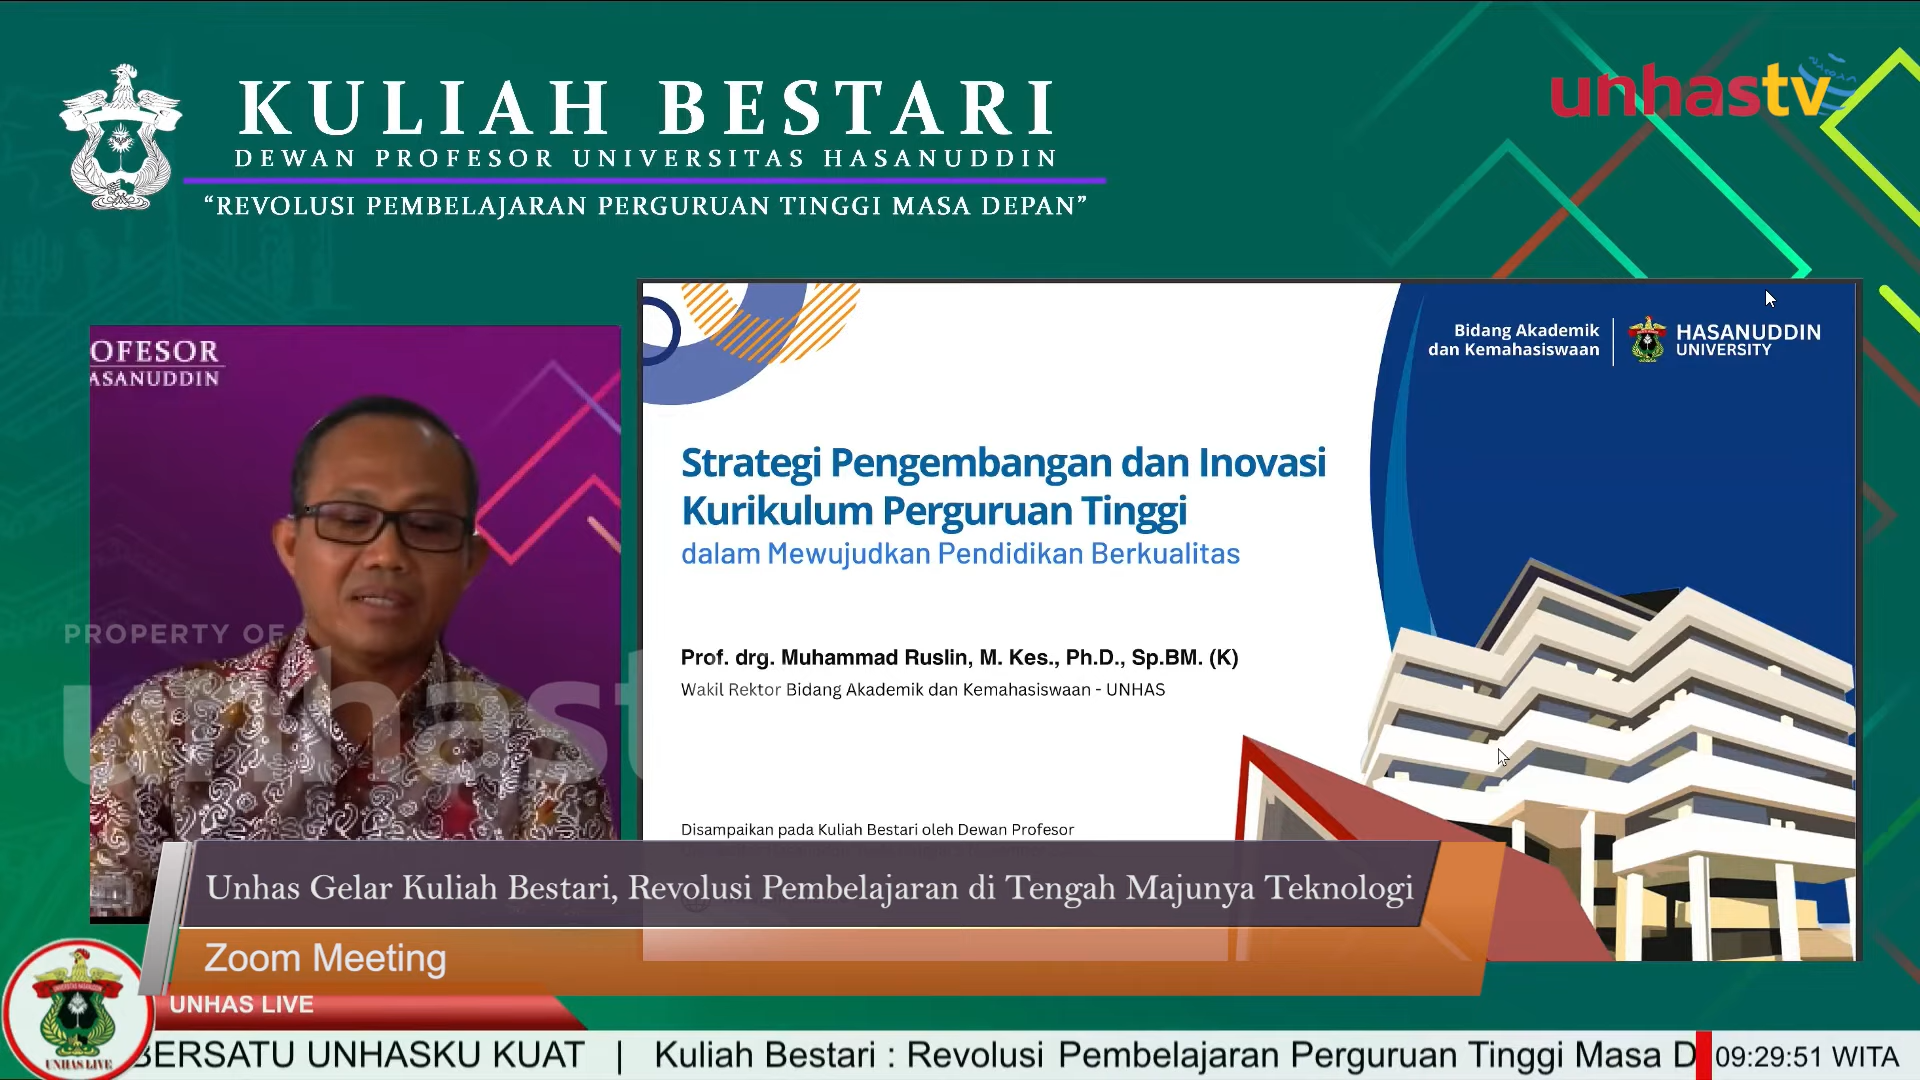 KULIAH BESTARI
DEWAN PROFESOR UNIVERSITAS HASANUDDIN
“REVOLUSI PEMBELAJARAN PERGURUAN TINGGI MASA DEPAN”
unhastv
OFESOR
ASANUDDIN
PROPERTY OF
unhast
Bidang Akademik
dan Kemahasiswaan
HASANUDDIN
UNIVERSITY
Strategi Pengembangan dan Inovasi
Kurikulum Perguruan Tinggi
dalam Mewujudkan Pendidikan Berkualitas
Prof. drg. Muhammad Ruslin, M. Kes., Ph.D., Sp.BM. (K)
Wakil Rektor Bidang Akademik dan Kemahasiswaan - UNHAS
Disampaikan pada Kuliah Bestari oleh Dewan Profesor
Unhas Gelar Kuliah Bestari, Revolusi Pembelajaran di Tengah Majunya Teknologi
Zoom Meeting
UNHAS LIVE
UNHAS LIVE
BERSATU UNHASKU KUAT | Kuliah Bestari : Revolusi Pembelajaran Perguruan Tinggi Masa D
09:29:51 WITA